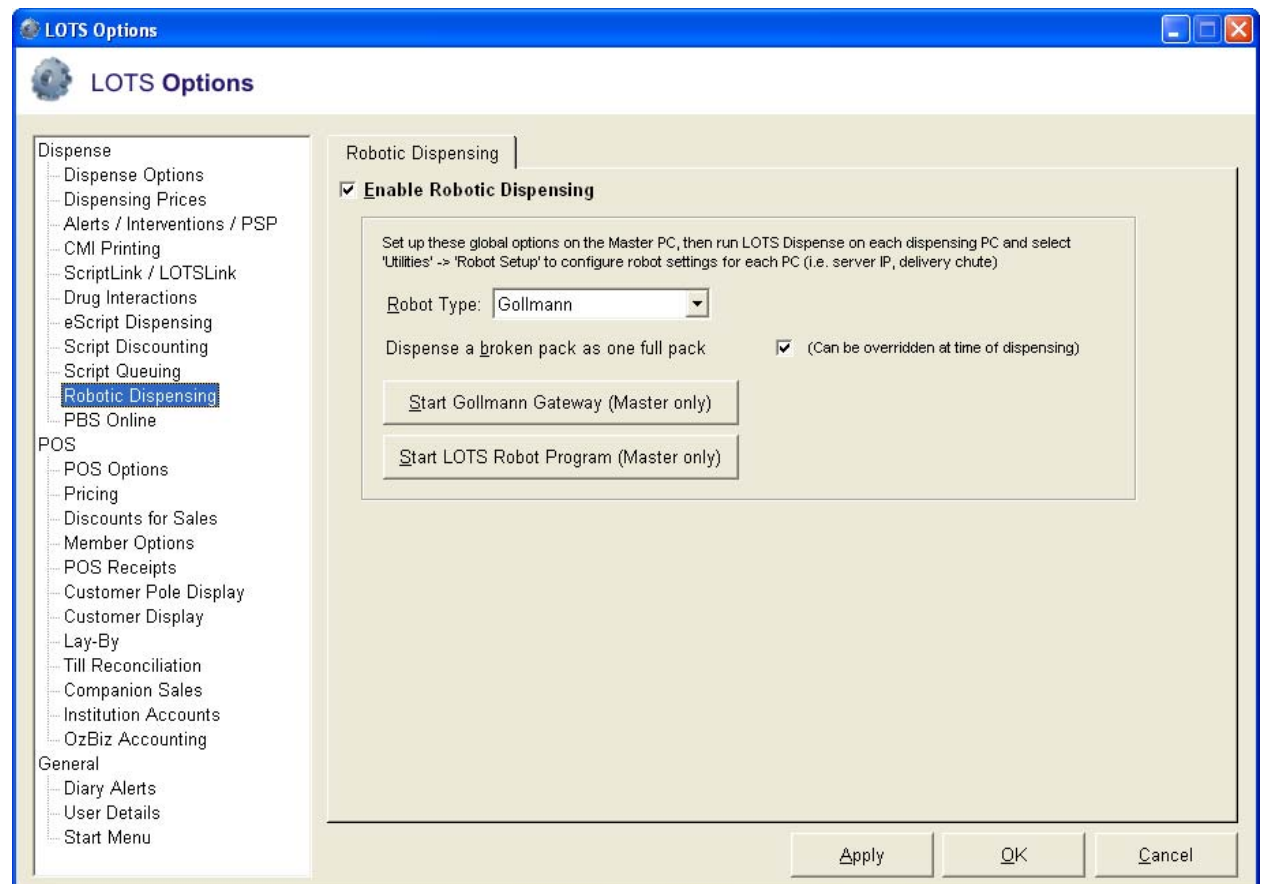 LOTS Options
LOTS Options
Dispense
Dispense Options
Dispensing Prices
Alerts / Interventions / PSP
CMI Printing
ScriptLink / LOTSLink
Drug Interactions
eScript Dispensing
Script Discounting
Script Queuing
Robotic Dispensing
PBS Online
POS
POS Options
Pricing
Discounts for Sales
Member Options
POS Receipts
Customer Pole Display
Customer Display
Lay-By
Till Reconciliation
Companion Sales
Institution Accounts
OzBiz Accounting
General
Diary Alerts
User Details
Start Menu
Robotic Dispensing
Enable Robotic Dispensing
Set up these global options on the Master PC, then run LOTS Dispense on each dispensing PC and select
'Utilities' -> 'Robot Setup' to configure robot settings for each PC (i.e. server IP, delivery chute)
Robot Type: Gollmann
Dispense a broken pack as one full pack (Can be overridden at time of dispensing)
Start Gollmann Gateway (Master only)
Start LOTS Robot Program (Master only)
Apply OK Cancel